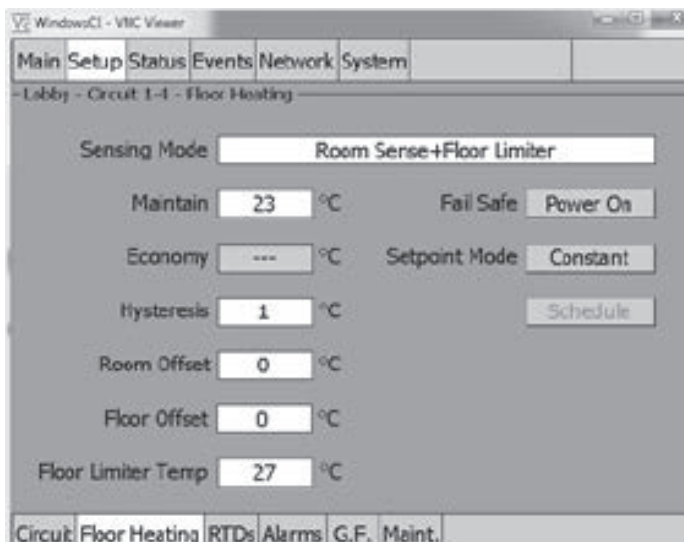 WindowsCI - VNC Viewer
Main Setup Status Events Network System
Lobby - Circuit 1-4 - Floor Heating
Sensing Mode Room Sense+Floor Limiter
Maintain 23 °C Fail Safe Power On
Economy --- °C Setpoint Mode Constant
Hysteresis 1 °C Schedule
Room Offset 0 °C
Floor Offset 0 °C
Floor Limiter Temp 27 °C
Circuit Floor Heating RTDs Alarms G.F. Maint.